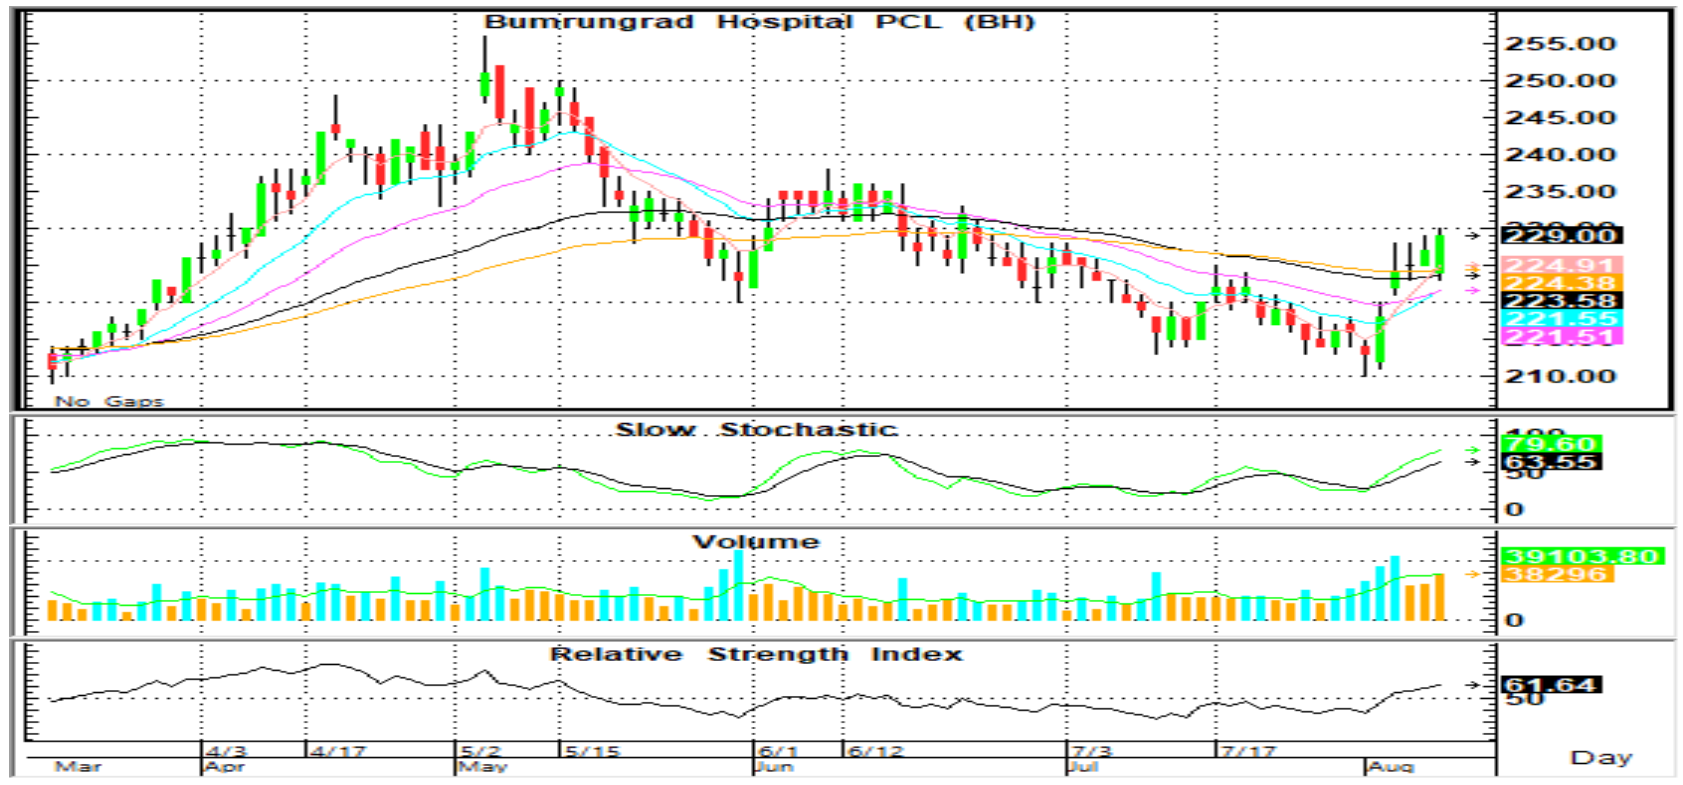 Bumrungrad Hospital PCL (BH)
255.00
250.00
245.00
240.00
235.00
229.00
224.91
224.38
223.58
221.55
221.51
210.00
No Gaps
Slow Stochastic
100
79.60
63.55
50
0
Volume
39103.80
38296
0
Relative Strength Index
61.64
50
4/3 4/17 5/2 5/15 6/1 6/12 7/3 7/17
Mar Apr May Jun Jul Aug
Day